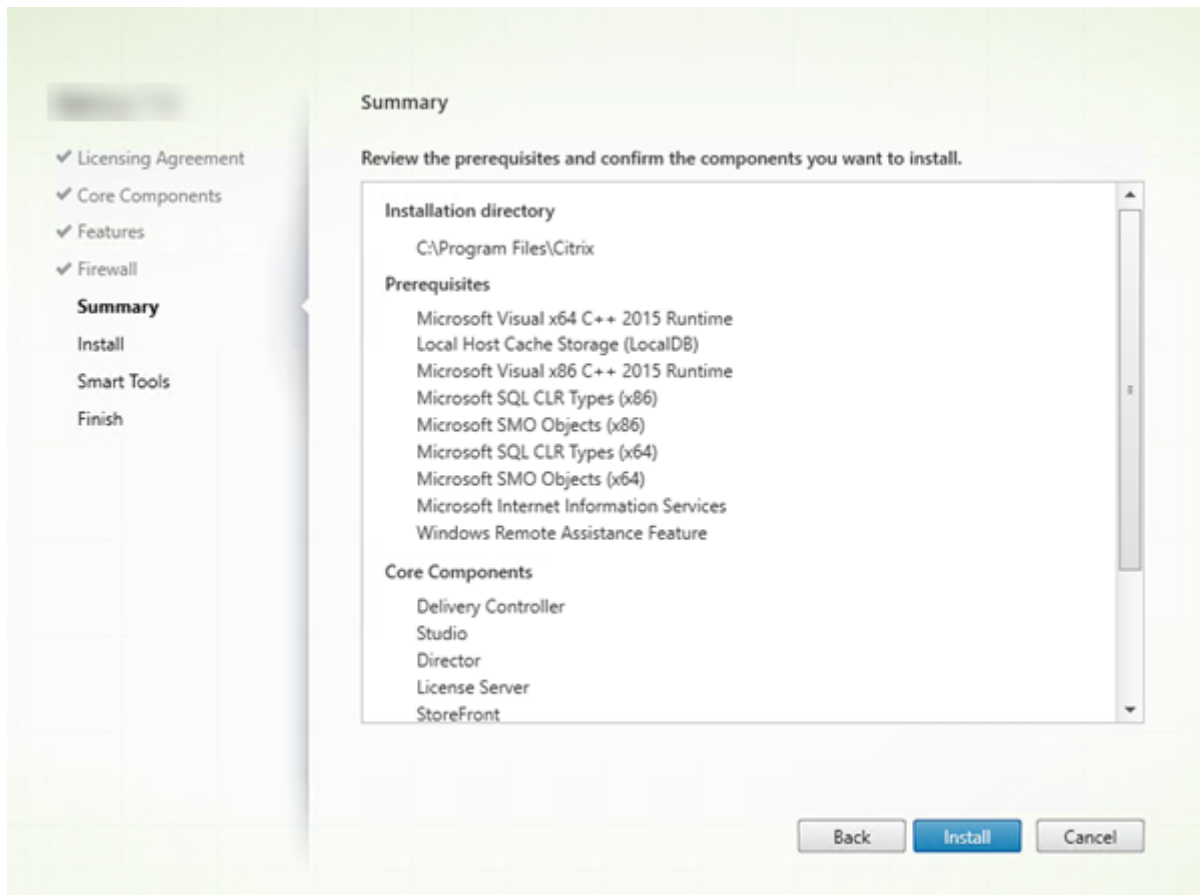 Licensing Agreement
Core Components
Features
Firewall
Summary
Install
Smart Tools
Finish
Summary
Review the prerequisites and confirm the components you want to install.
Installation directory
C:\Program Files\Citrix
Prerequisites
Microsoft Visual x64 C++ 2015 Runtime
Local Host Cache Storage (LocalDB)
Microsoft Visual x86 C++ 2015 Runtime
Microsoft SQL CLR Types (x86)
Microsoft SMO Objects (x86)
Microsoft SQL CLR Types (x64)
Microsoft SMO Objects (x64)
Microsoft Internet Information Services
Windows Remote Assistance Feature
Core Components
Delivery Controller
Studio
Director
License Server
StoreFront
Back
Install
Cancel